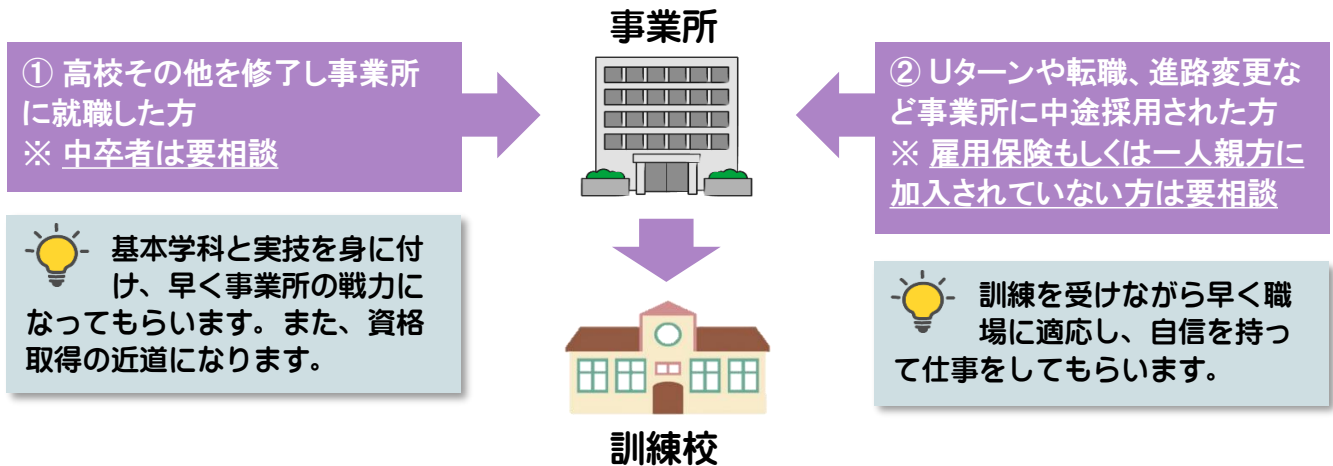 事業所
① 高校その他を修了し事業所
に就職した方
※ 中卒者は要相談
② Uターンや転職、進路変更な
ど事業所に中途採用された方
※ 雇用保険もしくは一人親方に
加入されていない方は要相談
基本学科と実技を身に付
け、早く事業所の戦力に
なってもらいます。また、資格
取得の近道になります。
訓練を受けながら早く職
場に適応し、自信を持っ
て仕事をしてもらいます。
訓練校